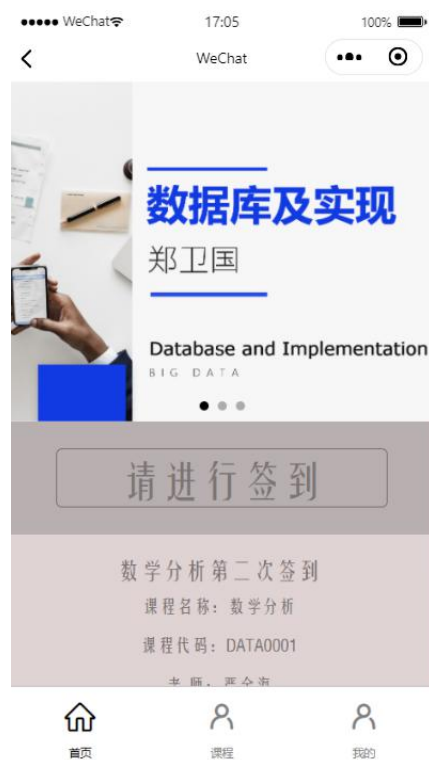 WeChat
17:05
100%
WeChat
数据库及实现
郑卫国
Database and Implementation
BIG DATA
请进行签到
数学分析第二次签到
课程名称：数学分析
课程代码：DATA0001
首页
课程
我的